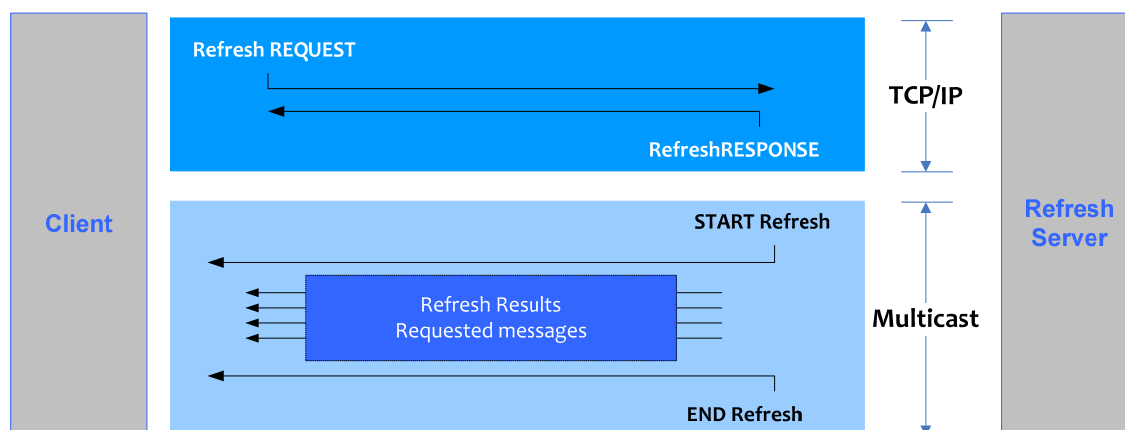 Refresh REQUEST
TCP/IP
RefreshRESPONSE
Client
START Refresh
Refresh
Server
Refresh Results
Requested messages
Multicast
END Refresh